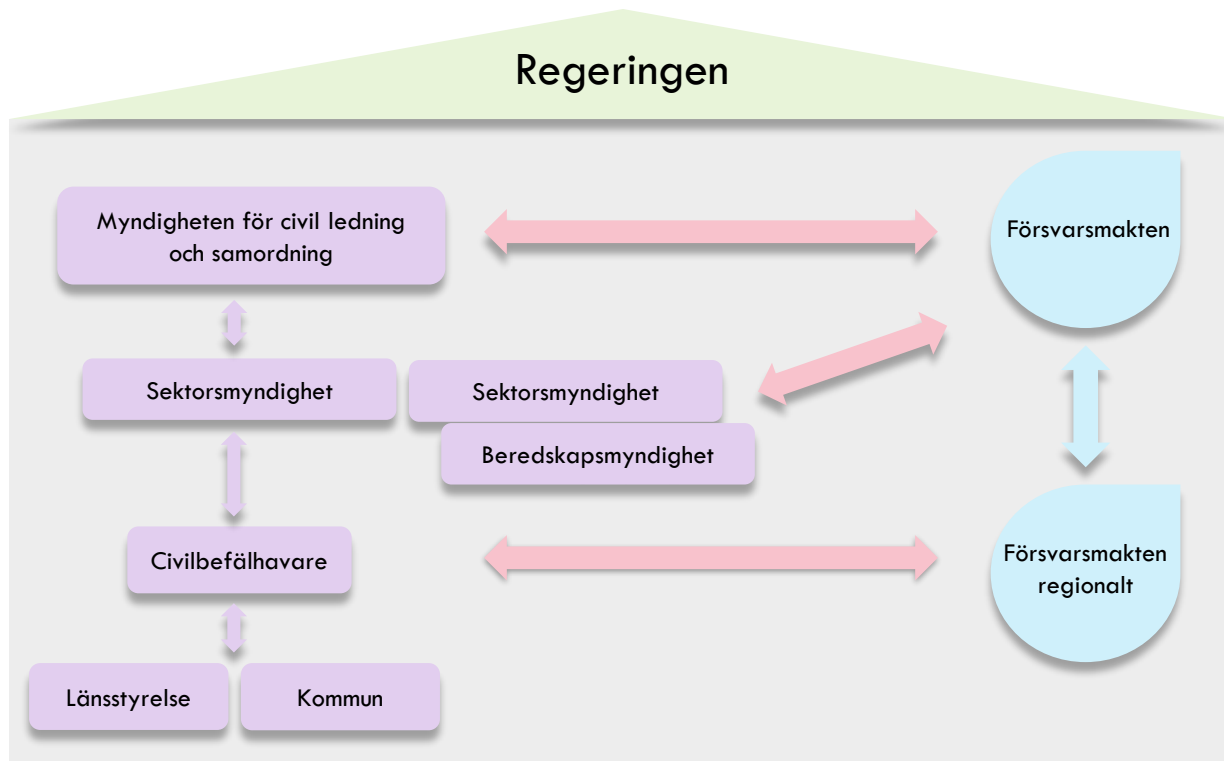 Regeringen
Myndigheten för civil ledning
och samordning
Försvarsmakten
Sektorsmyndighet
Sektorsmyndighet
Beredskapsmyndighet
Civilbefälhavare
Försvarsmakten
regionalt
Länsstyrelse
Kommun